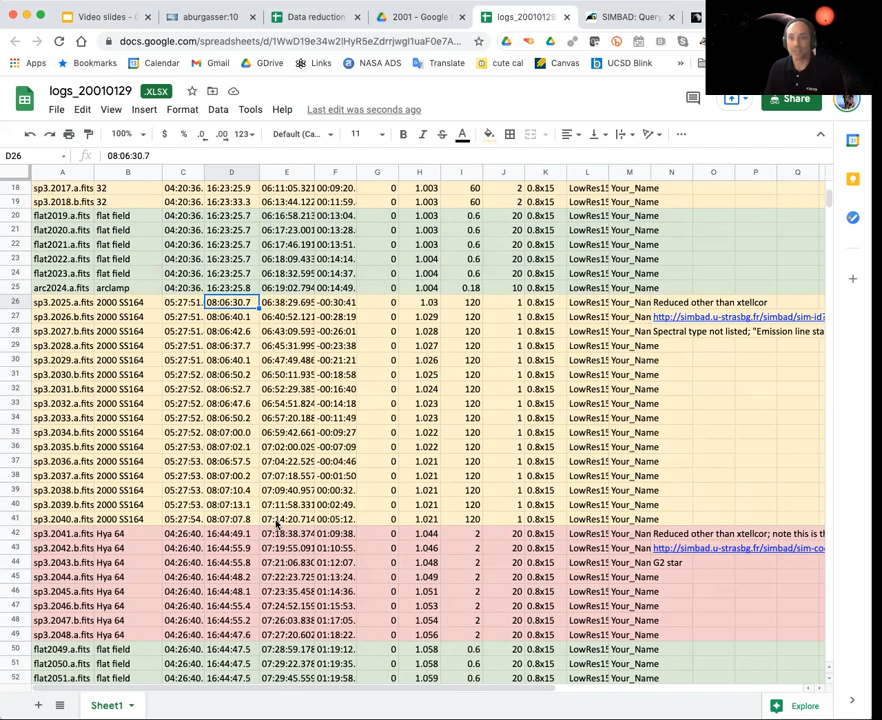 Video slides - G
aburgasser:10
Data reduction
2001 - Google
logs_20010129
SIMBAD: Query
docs.google.com/spreadsheets/d/1WwD19e34w2IHyR5eZdrrjwgl1uaF0e7A...
Apps Bookmarks Calendar Gmail GDrive Links NASA ADS Translate cute cal Canvas UCSD Blink
logs_20010129 .XLSX
Share
File Edit View Insert Format Data Tools Help Last edit was seconds ago
100% $ % .0 .00 123 Default (Ca... 11 B I S A
D26 fx 08:06:30.7
A B C D E F G H I J K L M N O P Q
18 sp3.2017.a.fits 32 04:20:36. 16:23:25.9 06:11:05.321 00:09:20. 0 1.003 60 2 0.8x15 LowRes15 Your_Name
19 sp3.2018.b.fits 32 04:20:36. 16:23:33.3 06:13:44.122 00:11:59. 0 1.003 60 2 0.8x15 LowRes15 Your_Name
20 flat2019.a.fits flat field 04:20:36. 16:23:25.7 06:16:58.213 00:13:04. 0 1.003 0.6 20 0.8x15 LowRes15 Your_Name
21 flat2020.a.fits flat field 04:20:36. 16:23:25.7 06:17:23.001 00:13:28. 0 1.003 0.6 20 0.8x15 LowRes15 Your_Name
22 flat2021.a.fits flat field 04:20:36. 16:23:25.7 06:17:46.191 00:13:51. 0 1.003 0.6 20 0.8x15 LowRes15 Your_Name
23 flat2022.a.fits flat field 04:20:36. 16:23:25.7 06:18:09.433 00:14:14. 0 1.003 0.6 20 0.8x15 LowRes15 Your_Name
24 flat2023.a.fits flat field 04:20:36. 16:23:25.7 06:18:32.595 00:14:37. 0 1.003 0.6 20 0.8x15 LowRes15 Your_Name
25 arc2024.a.fits arclamp 04:20:36. 16:23:25.8 06:19:02.794 00:14:49. 0 1.004 0.18 10 0.8x15 LowRes15 Your_Name
26 sp3.2025.a.fits 2000 SS164 05:27:51. 08:06:30.7 06:38:29.695 -00:30:41 0 1.03 120 1 0.8x15 LowRes15 Your_Nan Reduced other than xtellcor
27 sp3.2026.b.fits 2000 SS164 05:27:51. 08:06:40.1 06:40:52.121 -00:28:19 0 1.029 120 1 0.8x15 LowRes15 Your_Nan http://simbad.u-strasbg.fr/simbad/sim-id?
28 sp3.2027.b.fits 2000 SS164 05:27:51. 08:06:42.6 06:43:09.593 -00:26:01 0 1.028 120 1 0.8x15 LowRes15 Your_Nan Spectral type not listed; "Emission line sta
29 sp3.2028.a.fits 2000 SS164 05:27:51. 08:06:37.7 06:45:31.995 -00:23:38 0 1.027 120 1 0.8x15 LowRes15 Your_Name
30 sp3.2029.a.fits 2000 SS164 05:27:51. 08:06:40.1 06:47:49.486 -00:21:21 0 1.026 120 1 0.8x15 LowRes15 Your_Name
31 sp3.2030.b.fits 2000 SS164 05:27:52. 08:06:50.2 06:50:11.935 -00:18:58 0 1.025 120 1 0.8x15 LowRes15 Your_Name
32 sp3.2031.b.fits 2000 SS164 05:27:52. 08:06:52.7 06:52:29.385 -00:16:40 0 1.024 120 1 0.8x15 LowRes15 Your_Name
33 sp3.2032.a.fits 2000 SS164 05:27:52. 08:06:47.6 06:54:51.824 -00:14:18 0 1.023 120 1 0.8x15 LowRes15 Your_Name
34 sp3.2033.a.fits 2000 SS164 05:27:52. 08:06:50.2 06:57:20.188 -00:11:49 0 1.023 120 1 0.8x15 LowRes15 Your_Name
35 sp3.2034.b.fits 2000 SS164 05:27:52. 08:07:00.0 06:59:42.661 -00:09:27 0 1.022 120 1 0.8x15 LowRes15 Your_Name
36 sp3.2035.b.fits 2000 SS164 05:27:53. 08:07:02.1 07:02:00.029 -00:07:09 0 1.022 120 1 0.8x15 LowRes15 Your_Name
37 sp3.2036.a.fits 2000 SS164 05:27:53. 08:06:57.5 07:04:22.529 -00:04:46 0 1.021 120 1 0.8x15 LowRes15 Your_Name
38 sp3.2037.a.fits 2000 SS164 05:27:53. 08:07:00.2 07:07:18.557 -00:01:50 0 1.021 120 1 0.8x15 LowRes15 Your_Name
39 sp3.2038.b.fits 2000 SS164 05:27:53. 08:07:10.4 07:09:40.957 00:00:32. 0 1.021 120 1 0.8x15 LowRes15 Your_Name
40 sp3.2039.b.fits 2000 SS164 05:27:53. 08:07:13.1 07:11:58.331 00:02:49. 0 1.021 120 1 0.8x15 LowRes15 Your_Name
41 sp3.2040.a.fits 2000 SS164 05:27:54. 08:07:07.8 07:14:20.714 00:05:12. 0 1.021 120 1 0.8x15 LowRes15 Your_Name
42 sp3.2041.a.fits Hya 64 04:26:40. 16:44:49.1 07:18:38.374 01:09:38. 0 1.044 2 20 0.8x15 LowRes15 Your_Nan Reduced other than xtellcor; note this is th
43 sp3.2042.b.fits Hya 64 04:26:40. 16:44:55.9 07:19:55.091 01:10:55. 0 1.046 2 20 0.8x15 LowRes15 Your_Nan http://simbad.u-strasbg.fr/simbad/sim-co
44 sp3.2043.b.fits Hya 64 04:26:40. 16:44:55.8 07:21:06.830 01:12:07. 0 1.048 2 20 0.8x15 LowRes15 Your_Nan G2 star
45 sp3.2044.a.fits Hya 64 04:26:40. 16:44:48.2 07:22:23.725 01:13:24. 0 1.049 2 20 0.8x15 LowRes15 Your_Name
46 sp3.2045.a.fits Hya 64 04:26:40. 16:44:47.5 07:23:35.458 01:14:36. 0 1.051 2 20 0.8x15 LowRes15 Your_Name
47 sp3.2046.b.fits Hya 64 04:26:40. 16:44:55.4 07:24:52.159 01:15:53. 0 1.053 2 20 0.8x15 LowRes15 Your_Name
48 sp3.2047.b.fits Hya 64 04:26:40. 16:44:55.2 07:26:03.838 01:17:05. 0 1.054 2 20 0.8x15 LowRes15 Your_Name
49 sp3.2048.a.fits Hya 64 04:26:40. 16:44:47.6 07:27:20.602 01:18:22. 0 1.056 2 20 0.8x15 LowRes15 Your_Name
50 flat2049.a.fits flat field 04:26:40. 16:44:47.5 07:28:59.178 01:19:12. 0 1.058 0.6 20 0.8x15 LowRes15 Your_Name
51 flat2050.a.fits flat field 04:26:40. 16:44:47.5 07:29:22.378 01:19:35. 0 1.058 0.6 20 0.8x15 LowRes15 Your_Name
52 flat2051.a.fits flat field 04:26:40. 16:44:47.5 07:29:45.555 01:19:58. 0 1.059 0.6 20 0.8x15 LowRes15 Your_Name
Sheet1
Explore